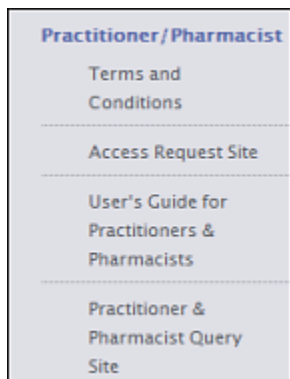 Practitioner/Pharmacist
Terms and
Conditions
Access Request Site
User's Guide for
Practitioners &
Pharmacists
Practitioner &
Pharmacist Query
Site